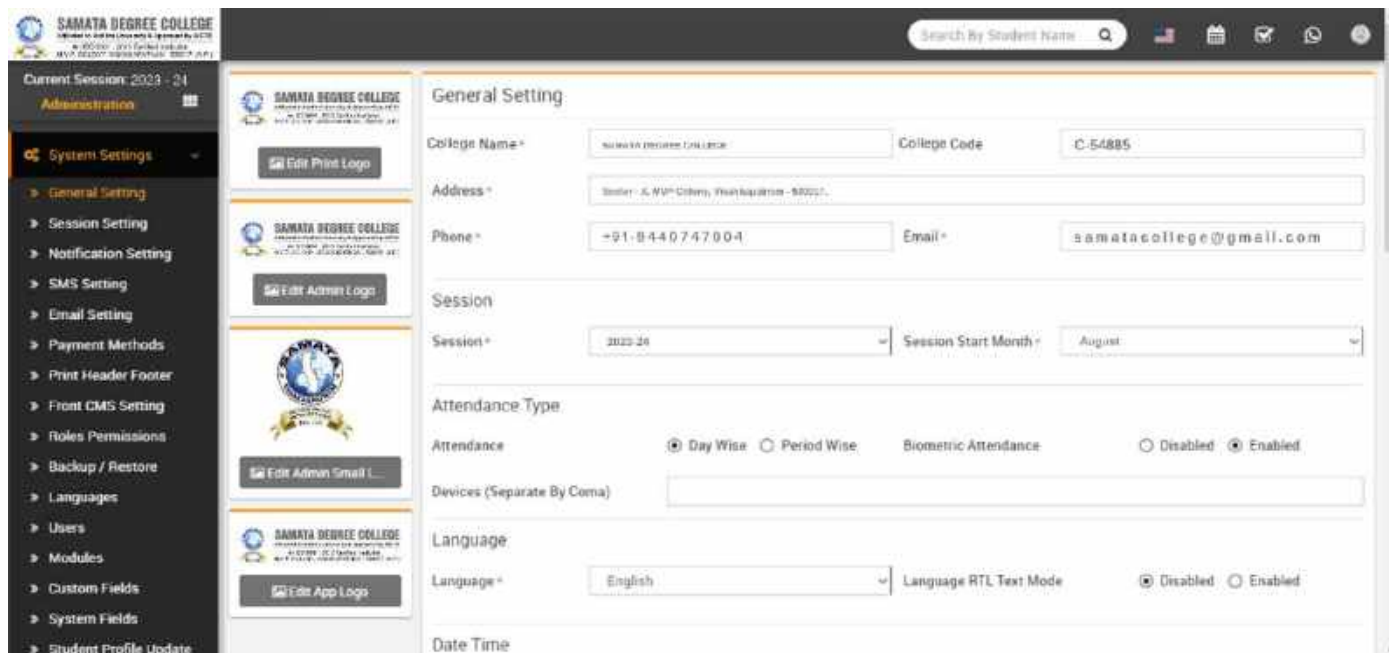 SAMATA DEGREE COLLEGE
Search By Student Name
Current Session: 2023 - 24
Administration
System Settings
General Setting
Session Setting
Notification Setting
SMS Setting
Email Setting
Payment Methods
Print Header Footer
Front CMS Setting
Roles Permissions
Backup / Restore
Languages
Users
Modules
Custom Fields
System Fields
Student Profile Update
SAMATA DEGREE COLLEGE
Edit Print Logo
SAMATA DEGREE COLLEGE
Edit Admin Logo
SAMATA
Edit Admin Small L...
SAMATA DEGREE COLLEGE
Edit App Logo
General Setting
College Name * SAMATA DEGREE COLLEGE College Code C-54885
Address *
Phone * +91-9440747004 Email * samatacollege@gmail.com
Session
Session * 2023-24 Session Start Month * August
Attendance Type
Attendance Day Wise Period Wise Biometric Attendance Disabled Enabled
Devices (Separate By Coma)
Language
Language * English Language RTL Text Mode Disabled Enabled
Date Time